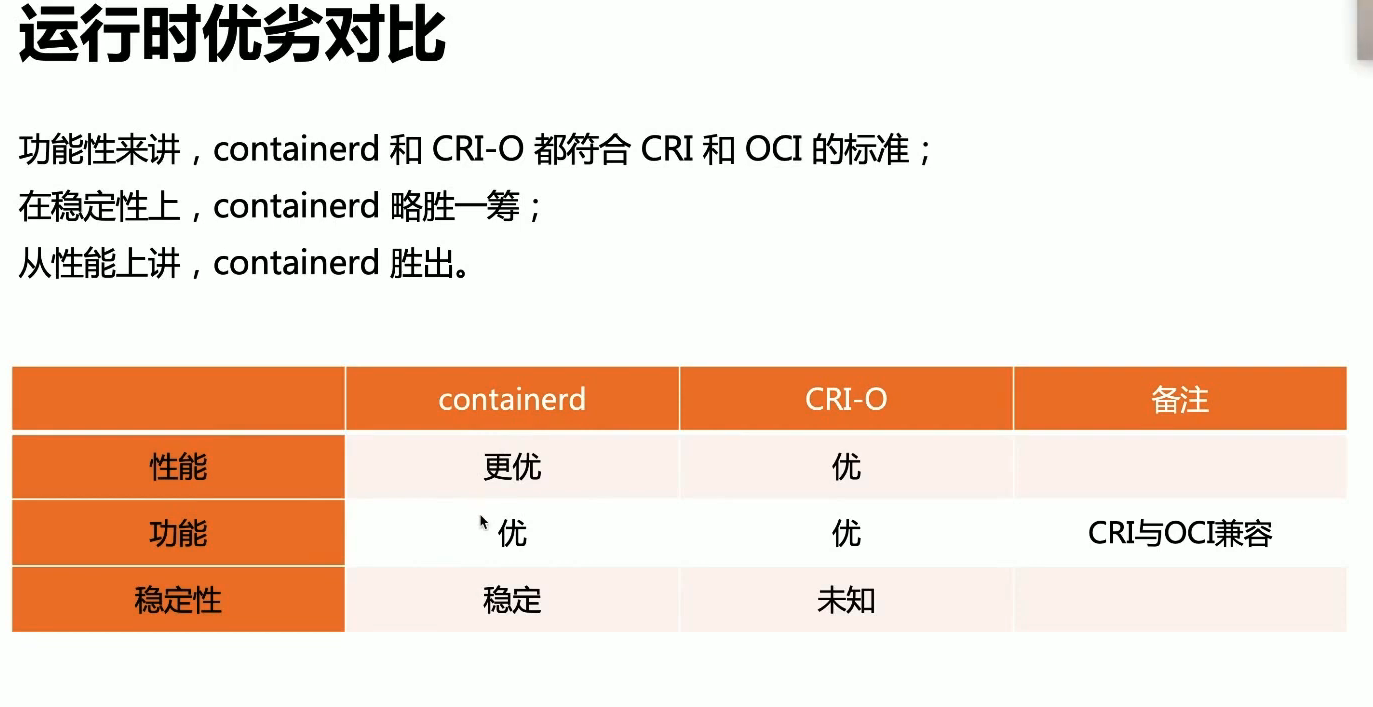 运行时优劣对比
功能性来讲，containerd 和 CRI-O 都符合 CRI 和 OCI 的标准；
在稳定性上，containerd 略胜一筹；
从性能上讲，containerd 胜出。
containerd CRI-O 备注
性能 更优 优
功能 优 优 CRI与OCI兼容
稳定性 稳定 未知